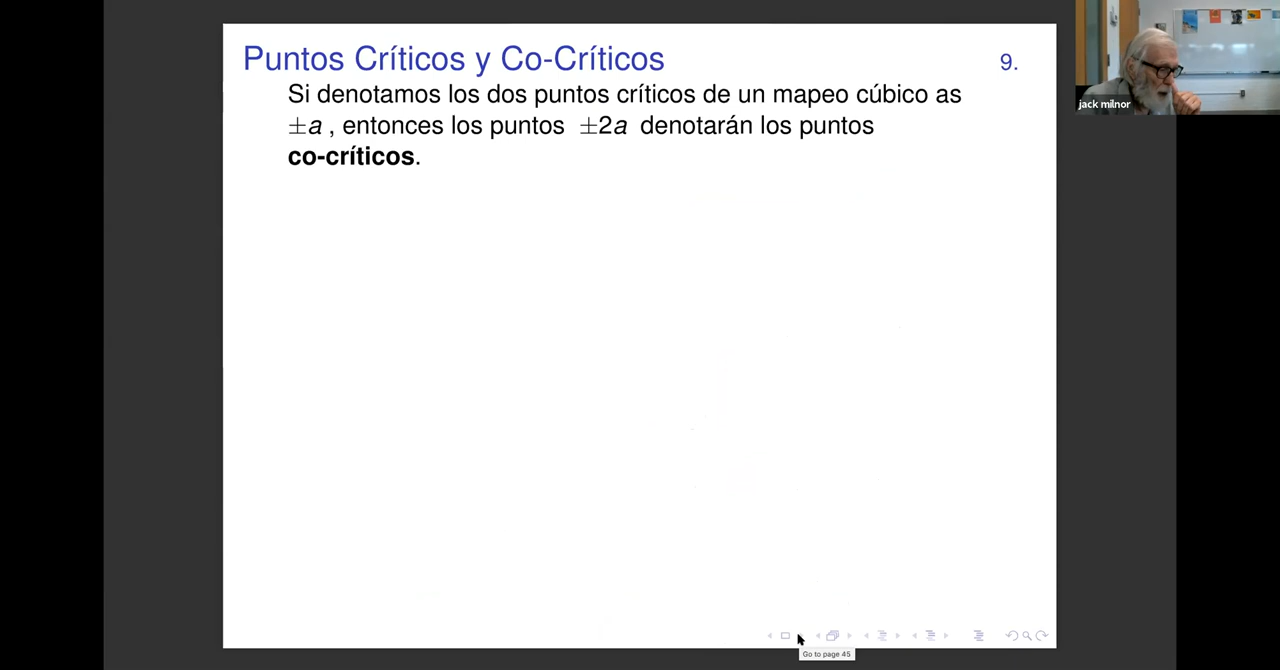 Puntos Críticos y Co-Críticos
9.
Si denotamos los dos puntos críticos de un mapeo cúbico as
±a , entonces los puntos ±2a denotarán los puntos
co-críticos.
jack milnor
Go to page 45